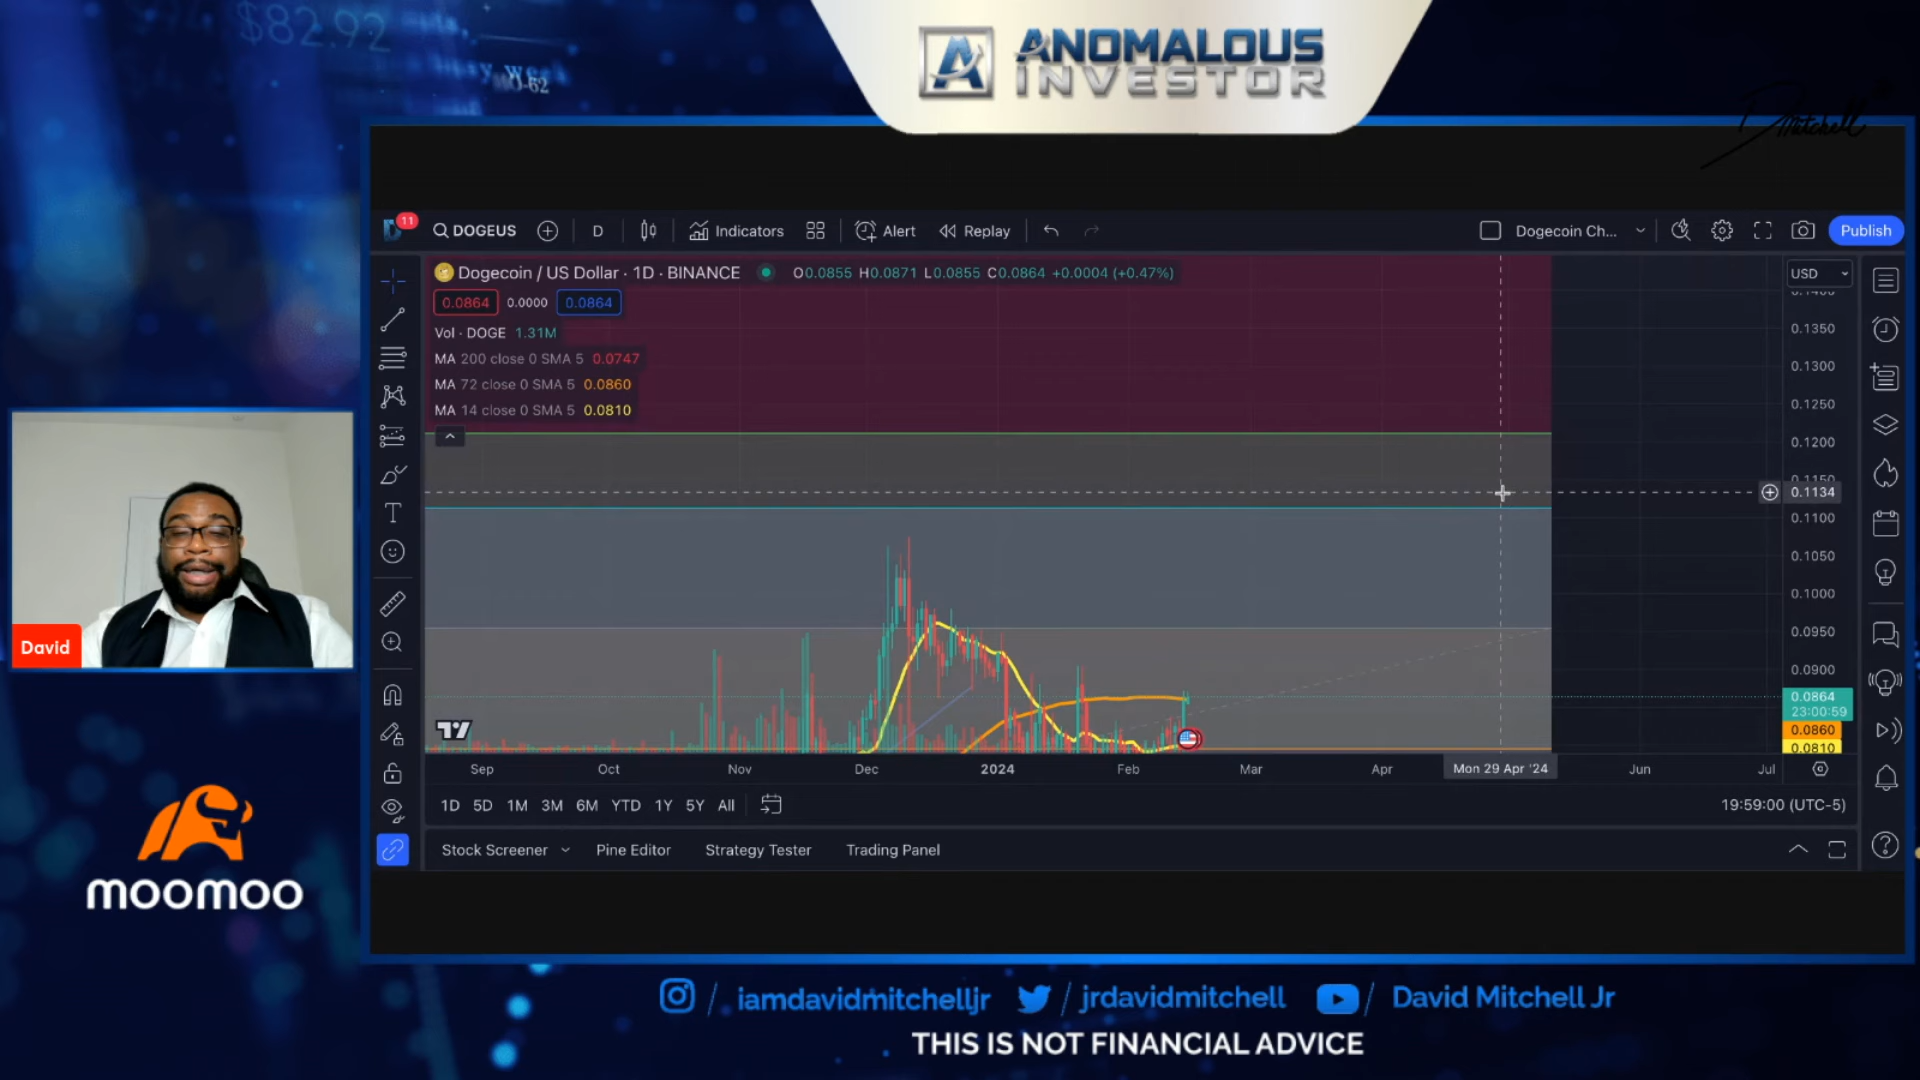 $82.92
ANOMALOUS
INVESTOR
D Mitchell
11
DOGEUS
D
Indicators
Alert
Replay
Dogecoin Ch...
Publish
Dogecoin / US Dollar · 1D · BINANCE
O0.0855 H0.0871 L0.0855 C0.0864 +0.0004 (+0.47%)
USD
0.0864 0.0000 0.0864
Vol · DOGE 1.31M
MA 200 close 0 SMA 5 0.0747
MA 72 close 0 SMA 5 0.0860
MA 14 close 0 SMA 5 0.0810
0.1350
0.1300
0.1250
0.1200
0.1134
0.1100
0.1050
0.1000
0.0950
0.0900
0.0864
23:00:59
0.0860
0.0810
Sep Oct Nov Dec 2024 Feb Mar Apr Mon 29 Apr '24 Jun Jul
1D 5D 1M 3M 6M YTD 1Y 5Y All
19:59:00 (UTC-5)
Stock Screener Pine Editor Strategy Tester Trading Panel
David
moomoo
/ iamdavidmitchelljr / jrdavidmitchell / David Mitchell Jr
THIS IS NOT FINANCIAL ADVICE